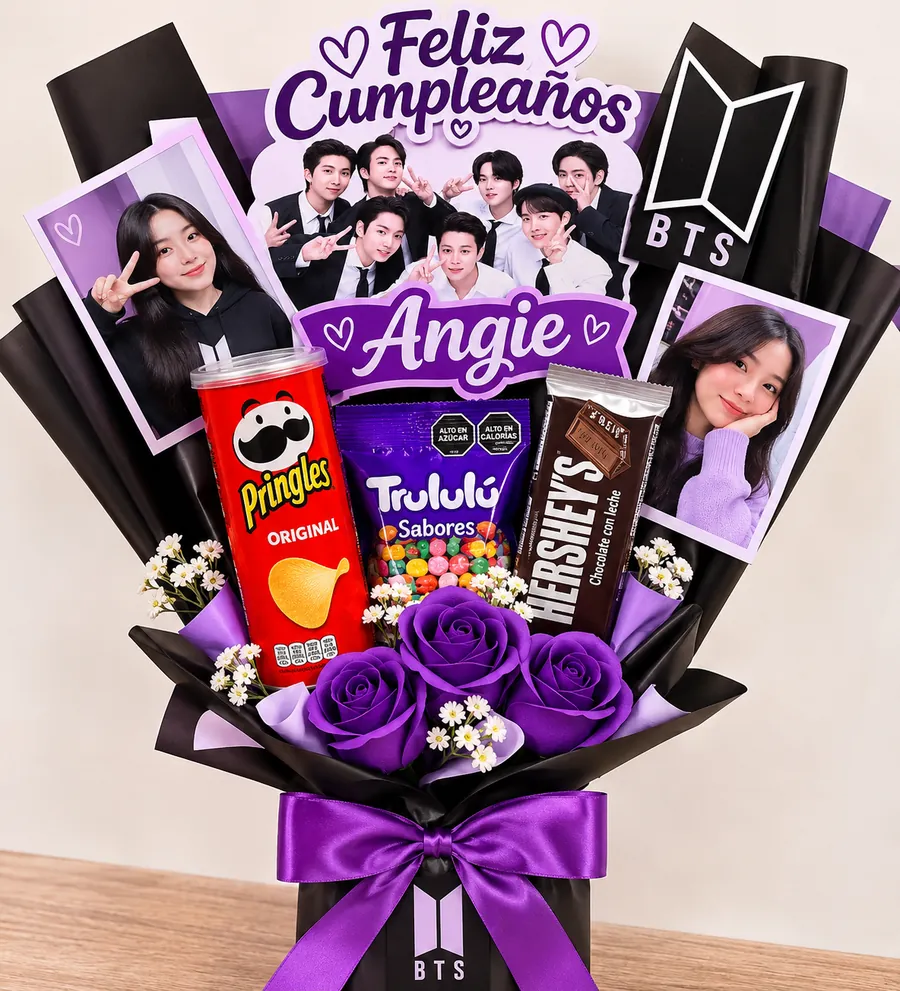 Feliz
Cumpleaños
BTS
Angie
ALTO EN
AZÚCAR
ALTO EN
CALORÍAS
Trululú
Sabores
Pringles
ORIGINAL
HERSHEY'S
Chocolate con leche
BTS